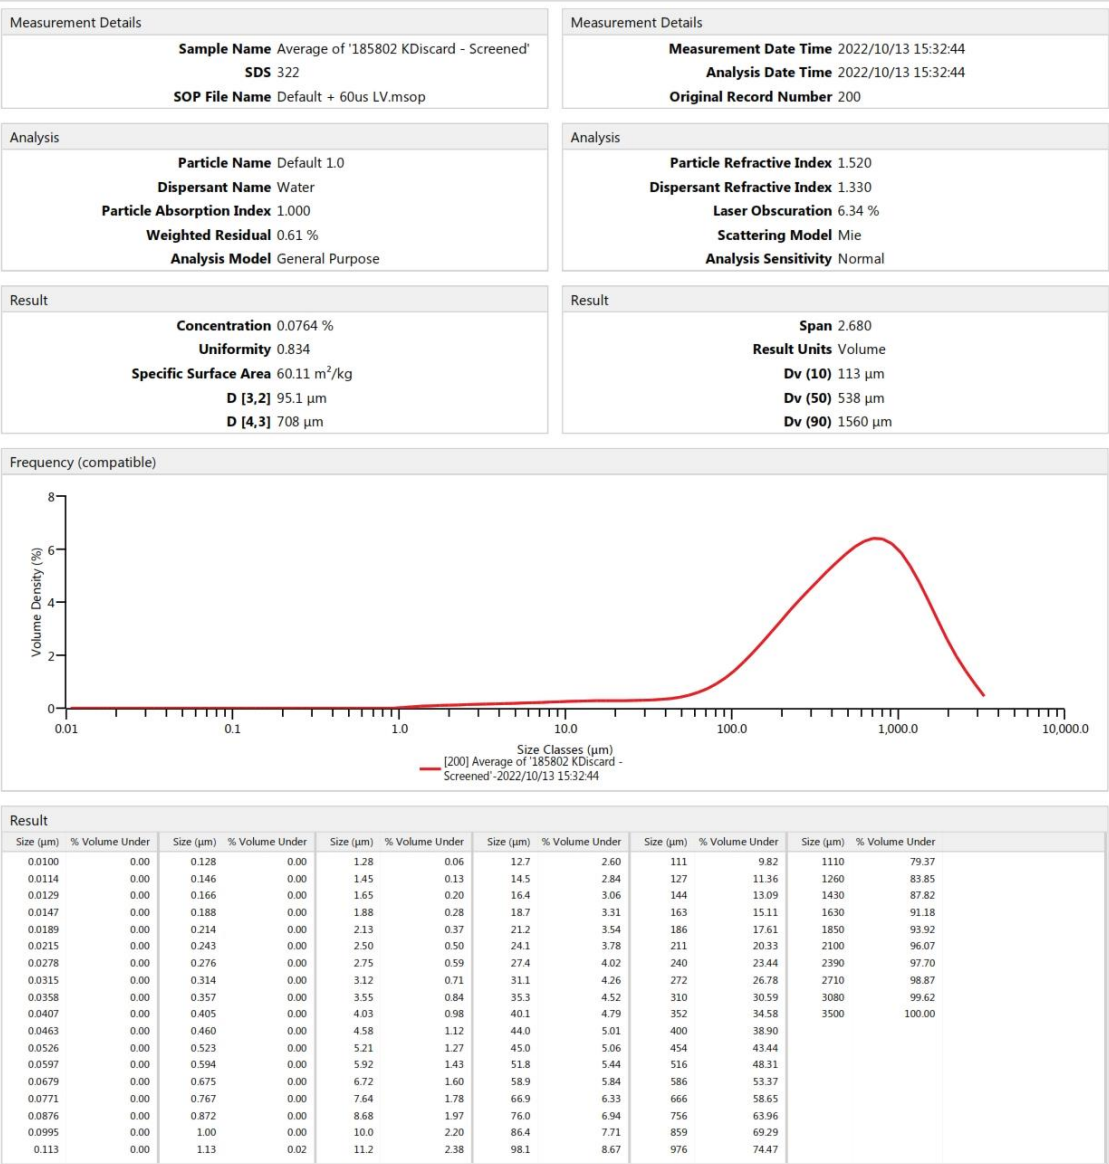 Measurement Details
Sample Name Average of '185802 KDiscard - Screened'
SDS 322
SOP File Name Default + 60us LV.msop
Measurement Details
Measurement Date Time 2022/10/13 15:32:44
Analysis Date Time 2022/10/13 15:32:44
Original Record Number 200
Analysis
Particle Name Default 1.0
Dispersant Name Water
Particle Absorption Index 1.000
Weighted Residual 0.61 %
Analysis Model General Purpose
Analysis
Particle Refractive Index 1.520
Dispersant Refractive Index 1.330
Laser Obscuration 6.34 %
Scattering Model Mie
Analysis Sensitivity Normal
Result
Concentration 0.0764 %
Uniformity 0.834
Specific Surface Area 60.11 m²/kg
D [3,2] 95.1 µm
D [4,3] 708 µm
Result
Span 2.680
Result Units Volume
Dv (10) 113 µm
Dv (50) 538 µm
Dv (90) 1560 µm
Frequency (compatible)
Volume Density (%)
8
6
4
2
0
0.01 0.1 1.0 10.0 100.0 1,000.0 10,000.0
Size Classes (µm)
[200] Average of '185802 KDiscard -
Screened'-2022/10/13 15:32:44
Result
Size (µm) % Volume Under Size (µm) % Volume Under Size (µm) % Volume Under Size (µm) % Volume Under Size (µm) % Volume Under Size (µm) % Volume Under
0.0100 0.00 0.128 0.00 1.28 0.06 12.7 2.60 111 9.82 1110 79.37
0.0114 0.00 0.146 0.00 1.45 0.13 14.5 2.84 127 11.36 1260 83.85
0.0129 0.00 0.166 0.00 1.65 0.20 16.4 3.06 144 13.09 1430 87.82
0.0147 0.00 0.188 0.00 1.88 0.28 18.7 3.31 163 15.11 1630 91.18
0.0189 0.00 0.214 0.00 2.13 0.37 21.2 3.54 186 17.61 1850 93.92
0.0215 0.00 0.243 0.00 2.50 0.50 24.1 3.78 211 20.33 2100 96.07
0.0278 0.00 0.276 0.00 2.75 0.59 27.4 4.02 240 23.44 2390 97.70
0.0315 0.00 0.314 0.00 3.12 0.71 31.1 4.26 272 26.78 2710 98.87
0.0358 0.00 0.357 0.00 3.55 0.84 35.3 4.52 310 30.59 3080 99.62
0.0407 0.00 0.405 0.00 4.03 0.98 40.1 4.79 352 34.58 3500 100.00
0.0463 0.00 0.460 0.00 4.58 1.12 44.0 5.01 400 38.90
0.0526 0.00 0.523 0.00 5.21 1.27 45.0 5.06 454 43.44
0.0597 0.00 0.594 0.00 5.92 1.43 51.8 5.44 516 48.31
0.0679 0.00 0.675 0.00 6.72 1.60 58.9 5.84 586 53.37
0.0771 0.00 0.767 0.00 7.64 1.78 66.9 6.33 666 58.65
0.0876 0.00 0.872 0.00 8.68 1.97 76.0 6.94 756 63.96
0.0995 0.00 1.00 0.00 10.0 2.20 86.4 7.71 859 69.29
0.113 0.00 1.13 0.02 11.2 2.38 98.1 8.67 976 74.47